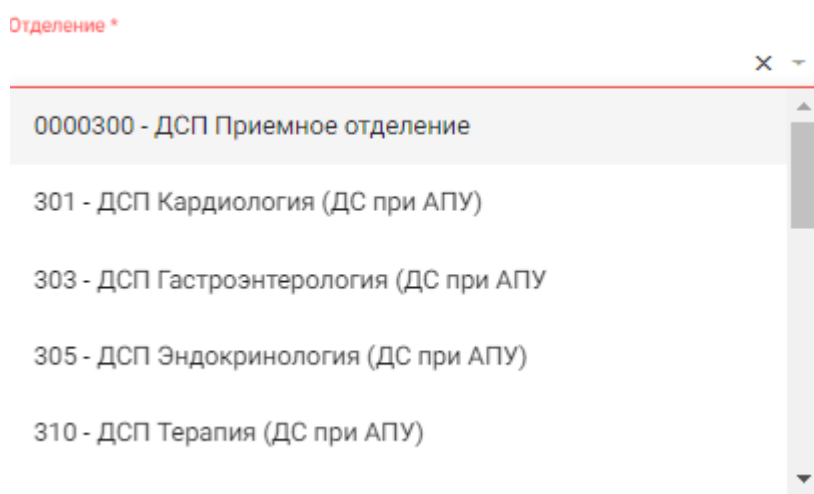 Отделение *
0000300 - ДСП Приемное отделение
301 - ДСП Кардиология (ДС при АПУ)
303 - ДСП Гастроэнтерология (ДС при АПУ
305 - ДСП Эндокринология (ДС при АПУ)
310 - ДСП Терапия (ДС при АПУ)